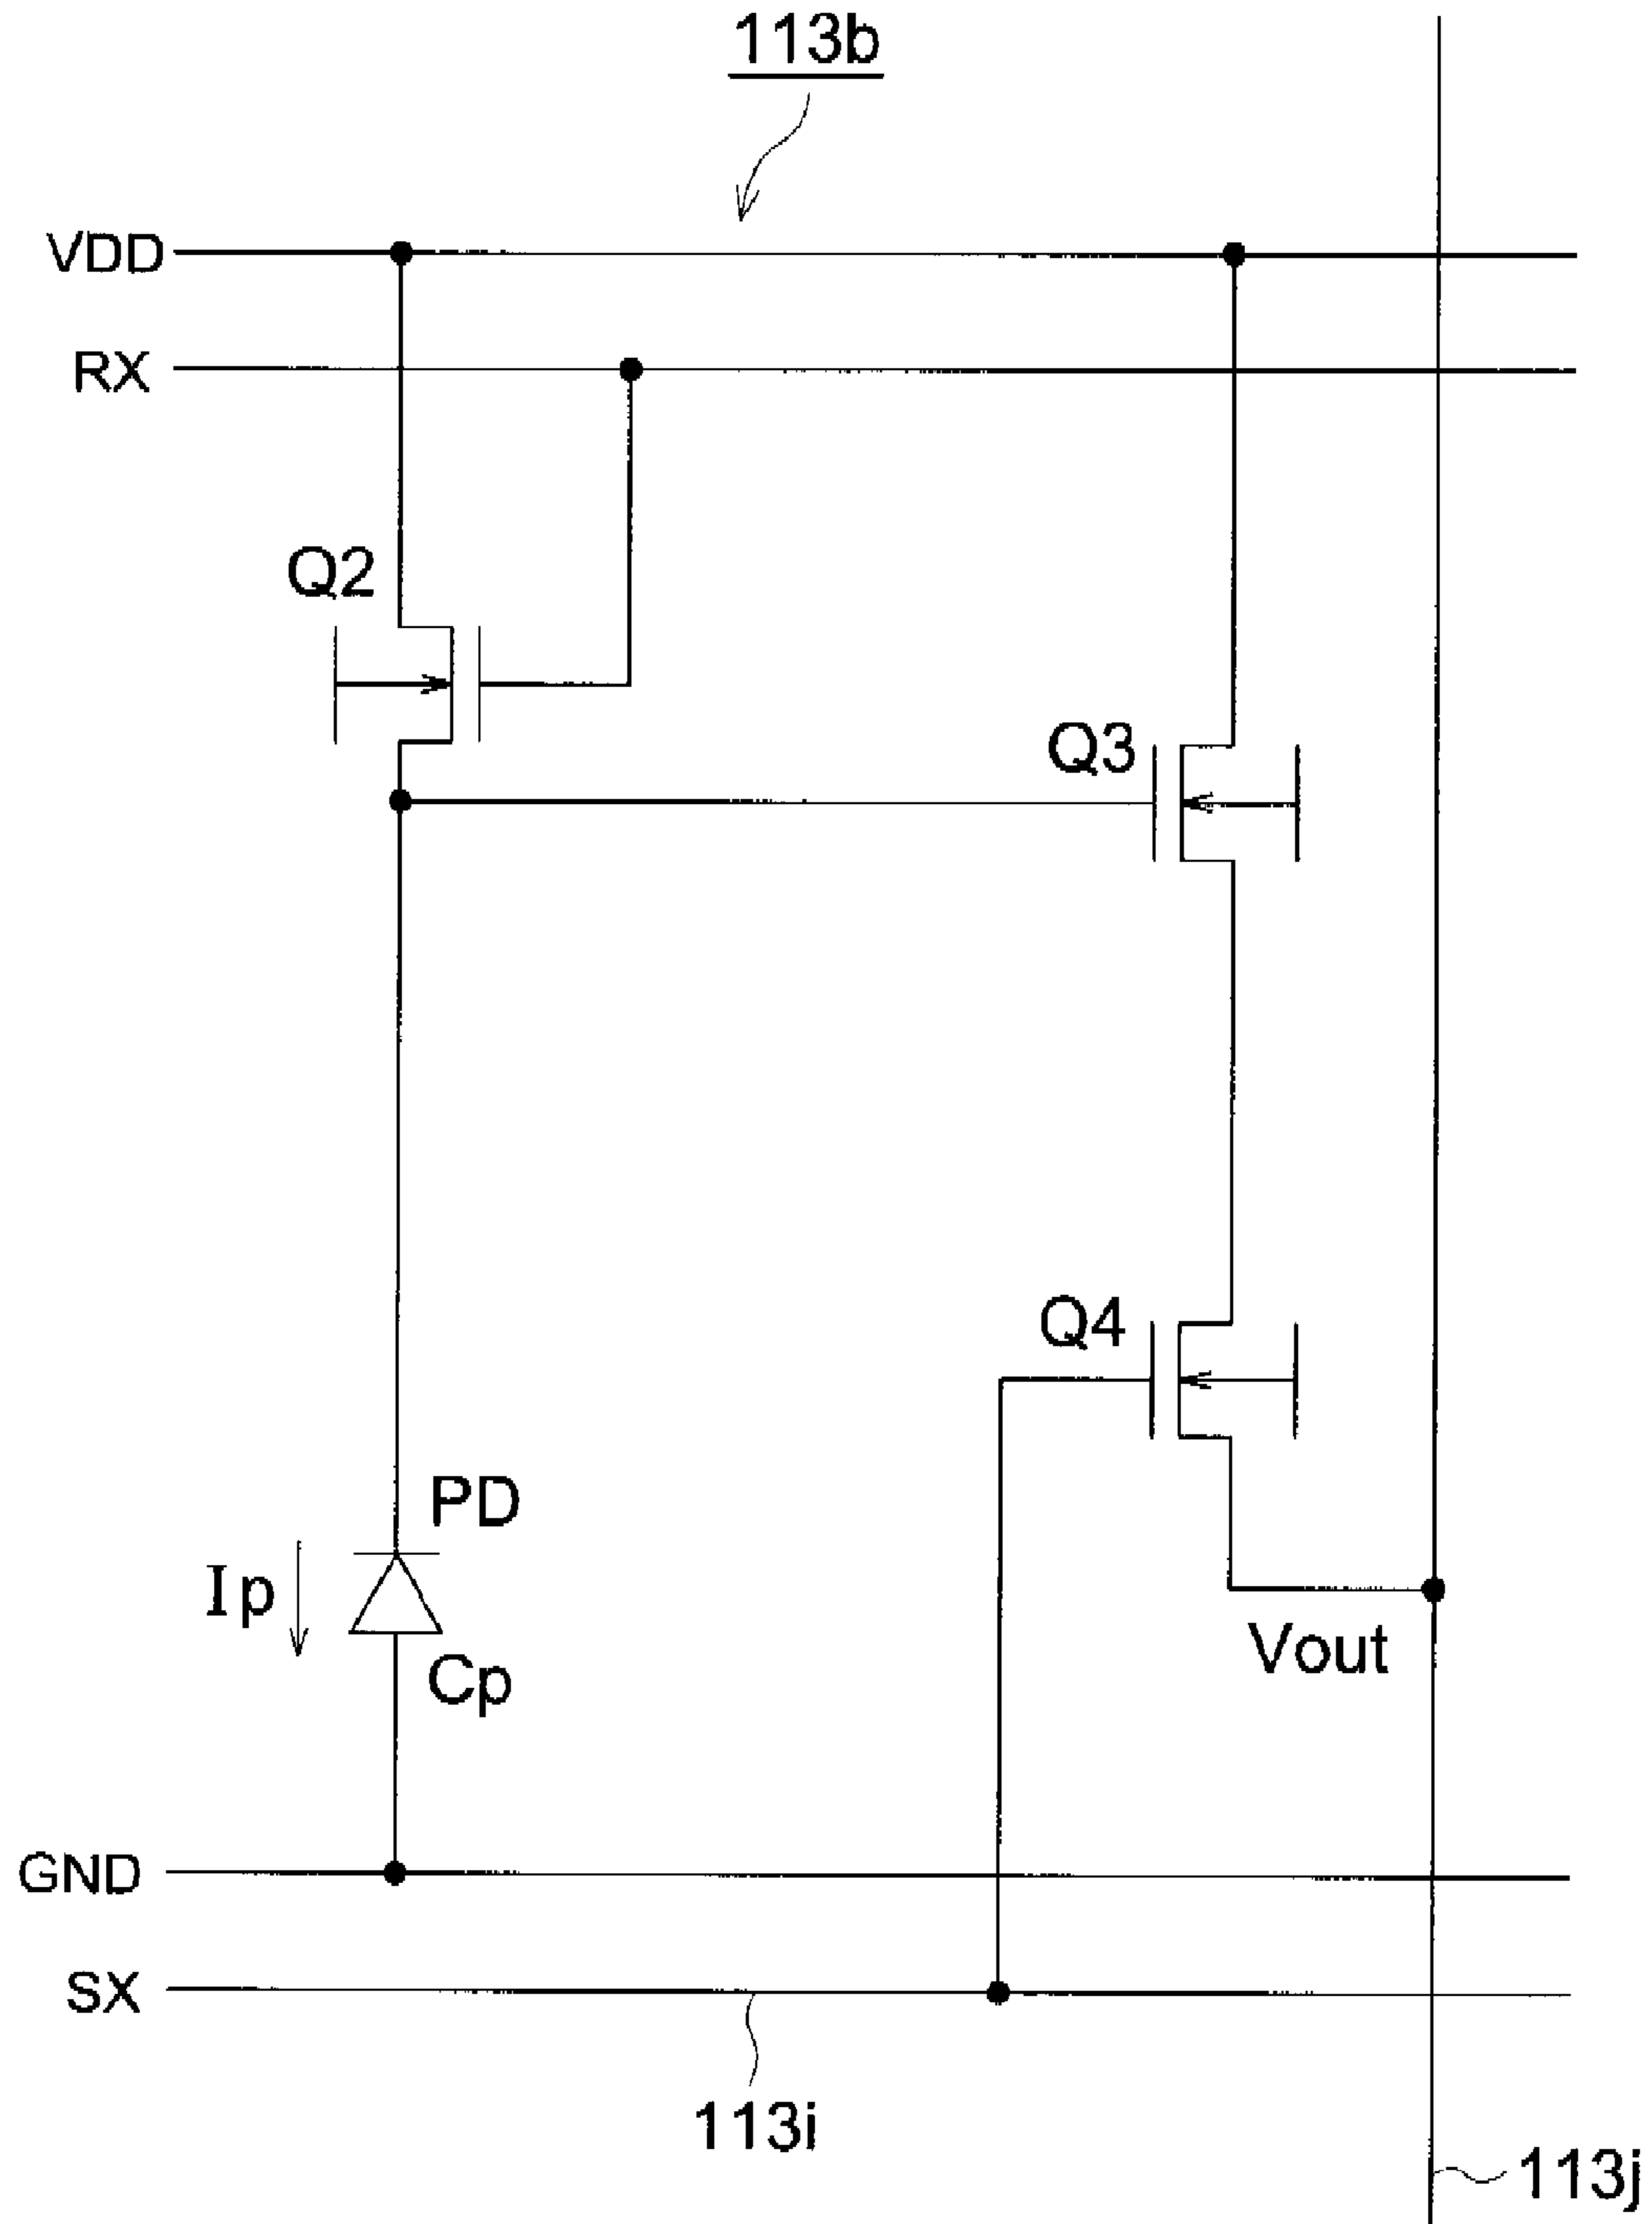 113b
VDD
RX
Q2
Q3
Q4
PD
Ip
Cp
Vout
GND
SX
113i
113j